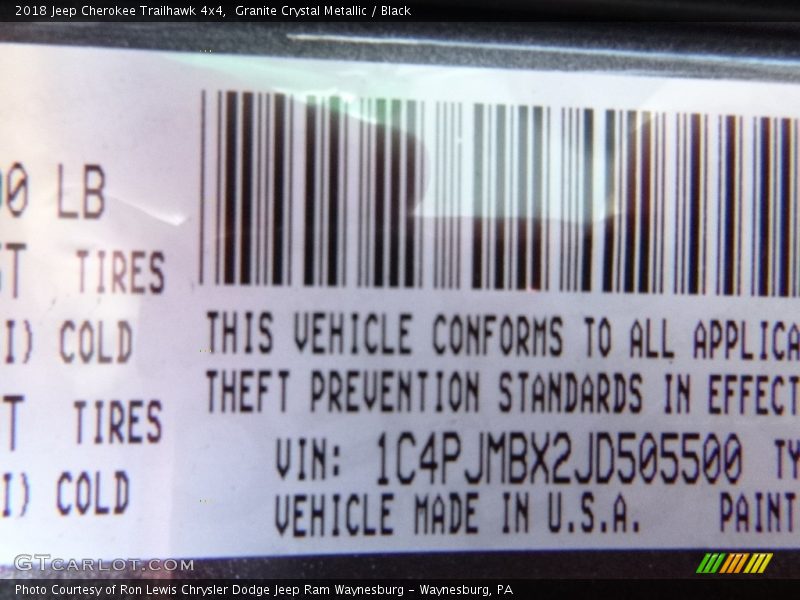 2018 Jeep Cherokee Trailhawk 4x4, Granite Crystal Metallic / Black
0 LB
T TIRES
I) COLD
T TIRES
I) COLD
THIS VEHICLE CONFORMS TO ALL APPLICA
THEFT PREVENTION STANDARDS IN EFFECT
VIN: 1C4PJMBX2JD505500 TY
VEHICLE MADE IN U.S.A. PAINT
GTCARLOT.COM
Photo Courtesy of Ron Lewis Chrysler Dodge Jeep Ram Waynesburg - Waynesburg, PA